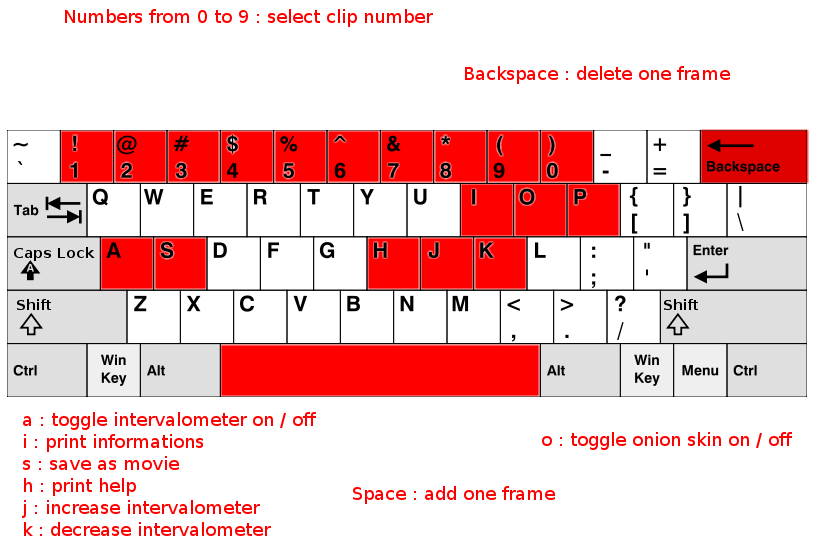 Numbers from 0 to 9 : select clip number
Backspace : delete one frame
~ ! @ # $ % ^ & * ( ) _ +
` 1 2 3 4 5 6 7 8 9 0 - = Backspace
Tab Q W E R T Y U I O P { } |
[ ] \
Caps Lock A S D F G H J K L : " Enter
A ; '
Shift Z X C V B N M < > ? Shift
, . /
Ctrl Win Key Alt Alt Win Key Menu Ctrl
a : toggle intervalometer on / off
i : print informations
o : toggle onion skin on / off
s : save as movie
h : print help
Space : add one frame
j : increase intervalometer
k : decrease intervalometer